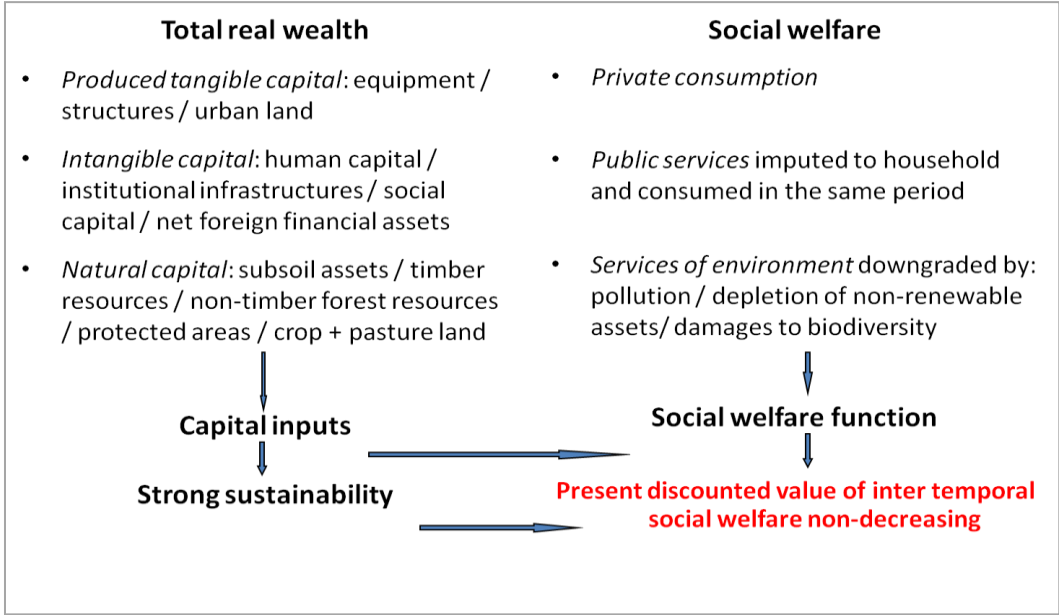 Total real wealth
• Produced tangible capital: equipment /
structures / urban land
• Intangible capital: human capital /
institutional infrastructures / social
capital / net foreign financial assets
• Natural capital: subsoil assets / timber
resources / non-timber forest resources
/ protected areas / crop + pasture land
Capital inputs
Strong sustainability
Social welfare
• Private consumption
• Public services imputed to household
and consumed in the same period
• Services of environment downgraded by:
pollution / depletion of non-renewable
assets/ damages to biodiversity
Social welfare function
Present discounted value of inter temporal
social welfare non-decreasing